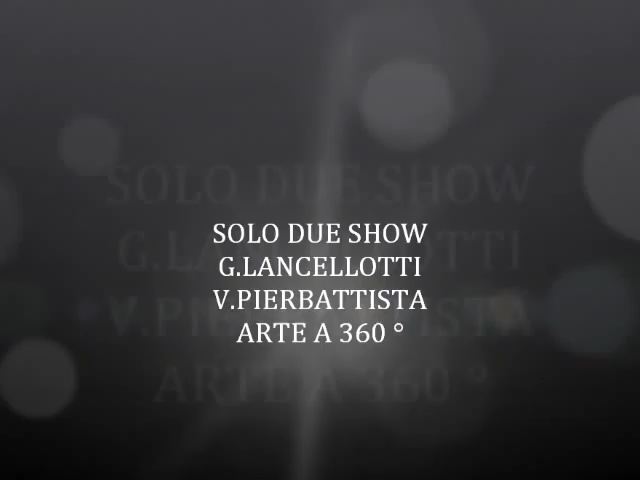 SOLO DUE SHOW
G.LANCELLOTTI
V.PIERBATTISTA
ARTE A 360 °